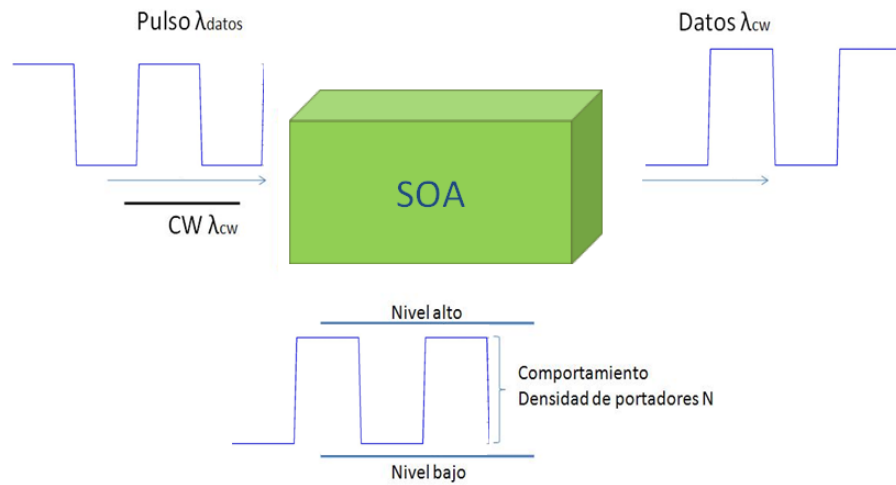 Pulso λdatos
Datos λcw
SOA
CW λcw
Nivel alto
Comportamiento
Densidad de portadores N
Nivel bajo